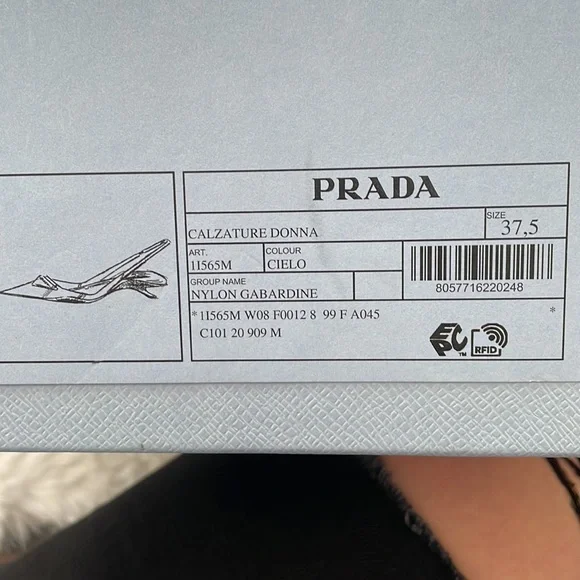 PRADA
CALZATURE DONNA
SIZE
37,5
ART.
1I565M
COLOUR
CIELO
GROUP NAME
NYLON GABARDINE
8057716220248
*1I565M W08 F0012 8 99 F A045 *
C101 20 909 M
EPC™
RFID